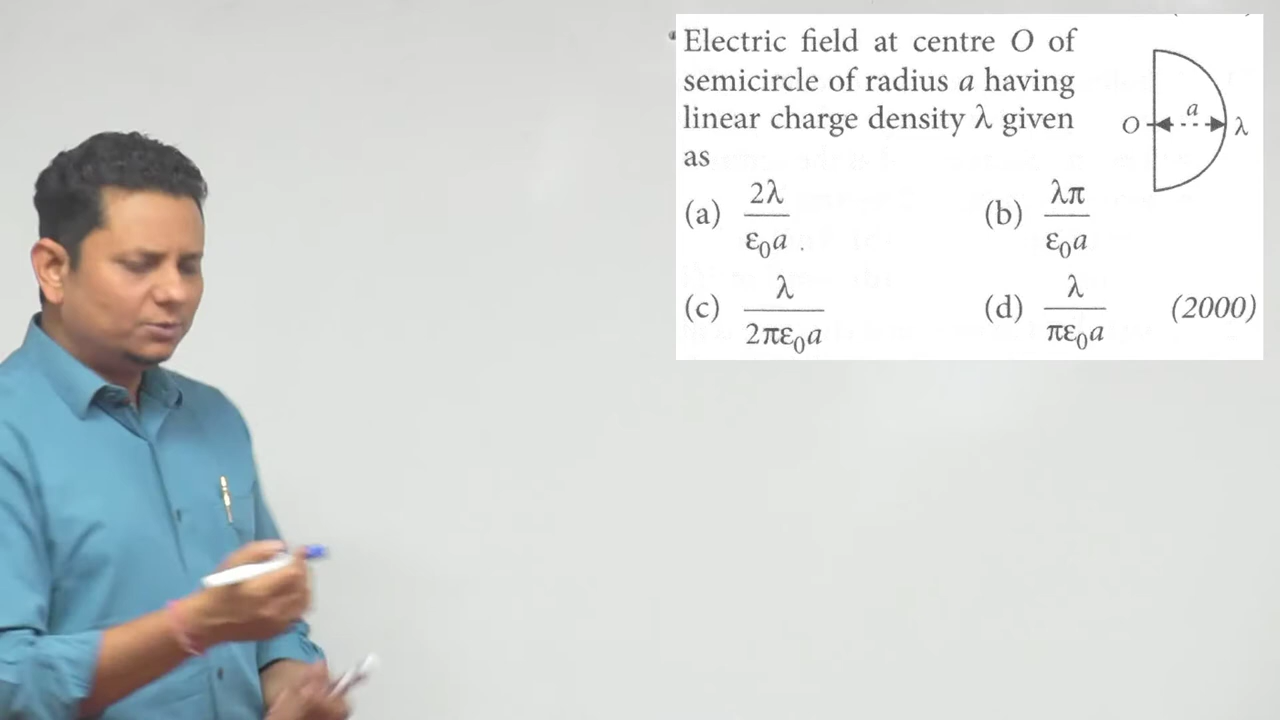 Electric field at centre O of
semicircle of radius a having
linear charge density λ given
as
(a) 2λ/ε₀a (b) λπ/ε₀a
(c) λ/2πε₀a (d) λ/πε₀a (2000)
O a λ